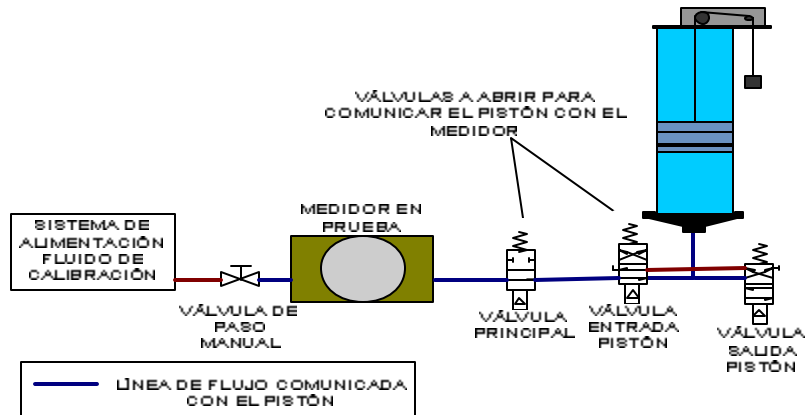 VÁLVULAS A ABRIR PARA
COMUNICAR EL PISTÓN CON EL
MEDIDOR
SISTEMA DE
ALIMENTACIÓN
FLUIDO DE
CALIBRACIÓN
MEDIDOR EN
PRUEBA
VÁLVULA DE
PASO
MANUAL
VÁLVULA
PRINCIPAL
VÁLVULA
ENTRADA
PISTÓN
VÁLVULA
SALIDA
PISTÓN
LÍNEA DE FLUJO COMUNICADA
CON EL PISTÓN